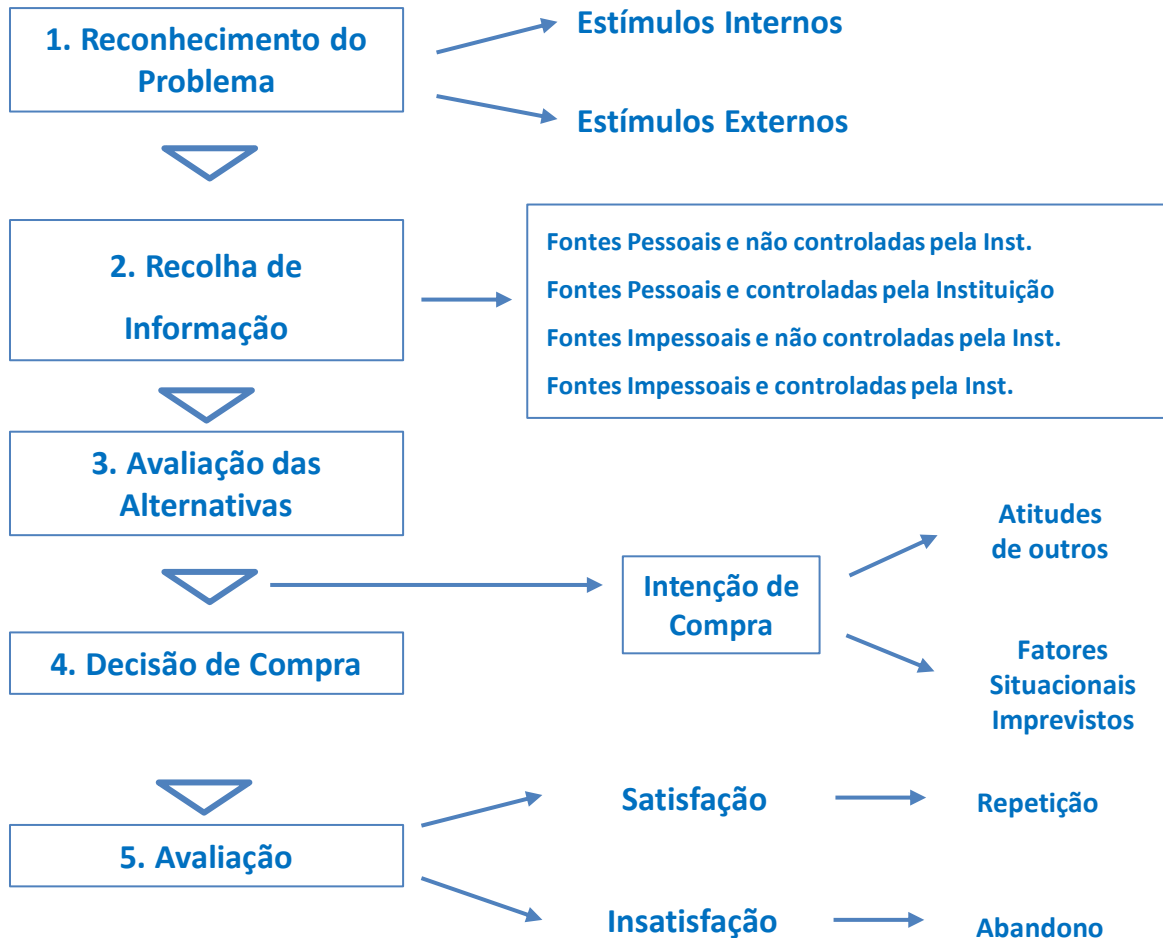 1. Reconhecimento do
Problema
Estímulos Internos
Estímulos Externos
2. Recolha de
Informação
Fontes Pessoais e não controladas pela Inst.
Fontes Pessoais e controladas pela Instituição
Fontes Impessoais e não controladas pela Inst.
Fontes Impessoais e controladas pela Inst.
3. Avaliação das
Alternativas
Intenção de
Compra
Atitudes
de outros
Fatores
Situacionais
Imprevistos
4. Decisão de Compra
5. Avaliação
Satisfação
Repetição
Insatisfação
Abandono